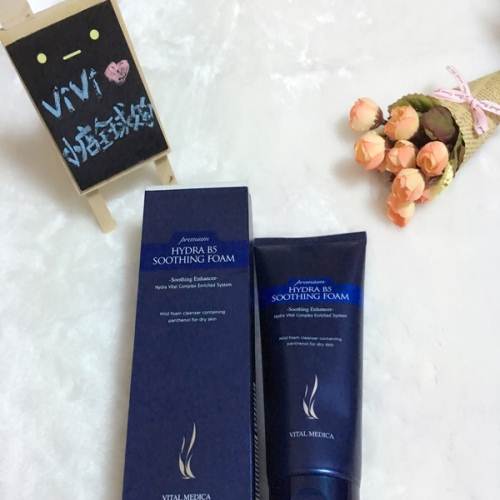 ViVi
小店全球购
premium
HYDRA B5
SOOTHING FOAM
-Soothing Enhancer-
Hydra Vital Complex Enriched System
Mild foam cleanser containing
panthenol for dry skin
VITAL MEDICA
premium
HYDRA B5
SOOTHING FOAM
-Soothing Enhancer-
Hydra Vital Complex Enriched System
Mild foam cleanser containing
panthenol for dry skin
VITAL MEDICA